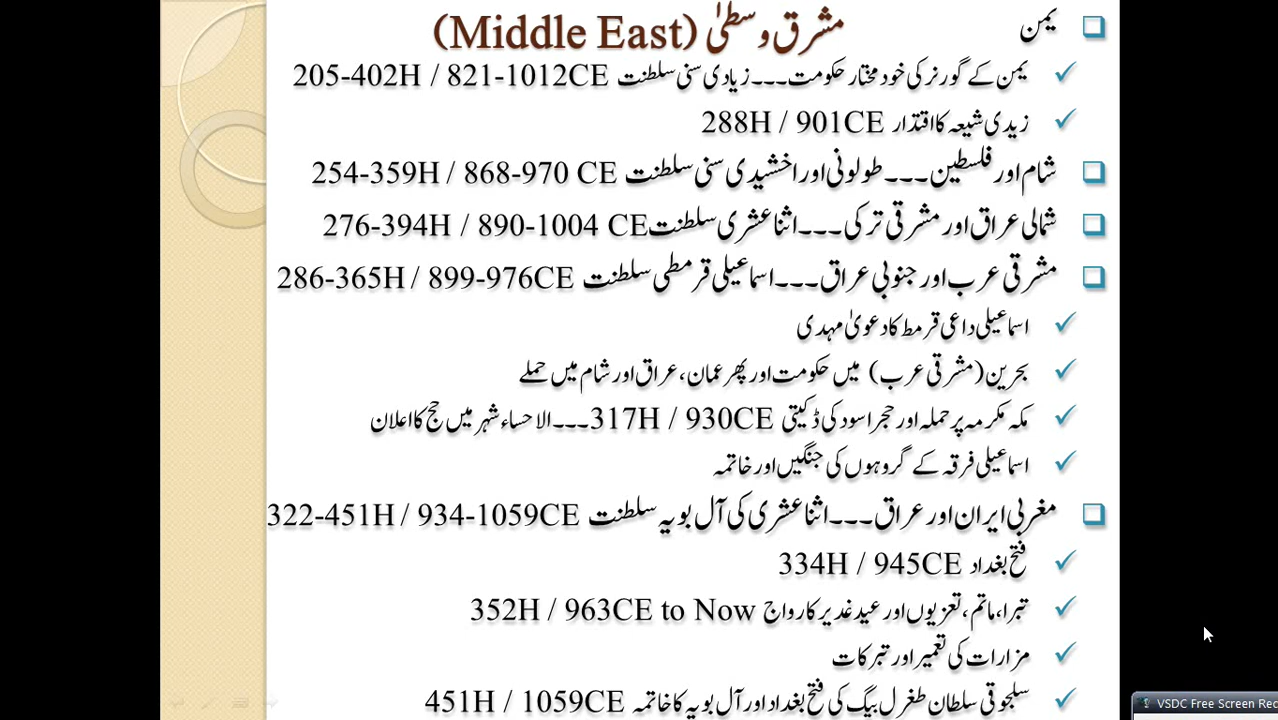 مشرق وسطیٰ (Middle East)
یمن
یمن کے گورنر کی خود مختار حکومت۔۔۔زیادی سنی سلطنت 205-402H / 821-1012CE
زیدی شیعہ کا اقتدار 288H / 901CE
شام اور فلسطین۔۔۔طولونی اور اخشیدی سنی سلطنت 254-359H / 868-970 CE
شمالی عراق اور مشرقی ترکی۔۔۔اثنا عشری سلطنت 276-394H / 890-1004 CE
مشرقی عرب اور جنوبی عراق۔۔۔اسماعیلی قرمطی سلطنت 286-365H / 899-976CE
اسماعیلی داعی قرمط کا دعویٰ مہدی
بحرین (مشرقی عرب) میں حکومت اور پھر عمان، عراق اور شام میں حملے
مکہ مکرمہ پر حملہ اور حجر اسود کی ڈکیتی 317H / 930CE۔۔۔الاحساء شہر میں حج کا اعلان
اسماعیلی فرقہ کے گروہوں کی جنگیں اور خاتمہ
مغربی ایران اور عراق۔۔۔اثنا عشری کی آل بویہ سلطنت 322-451H / 934-1059CE
فتح بغداد 334H / 945CE
تبرا، ماتم، تعزیوں اور عید غدیر کا رواج 352H / 963CE to Now
مزارات کی تعمیر اور تبرکات
سلجوقی سلطان طغرل بیگ کی فتح بغداد اور آل بویہ کا خاتمہ 451H / 1059CE
VSDC Free Screen Rec